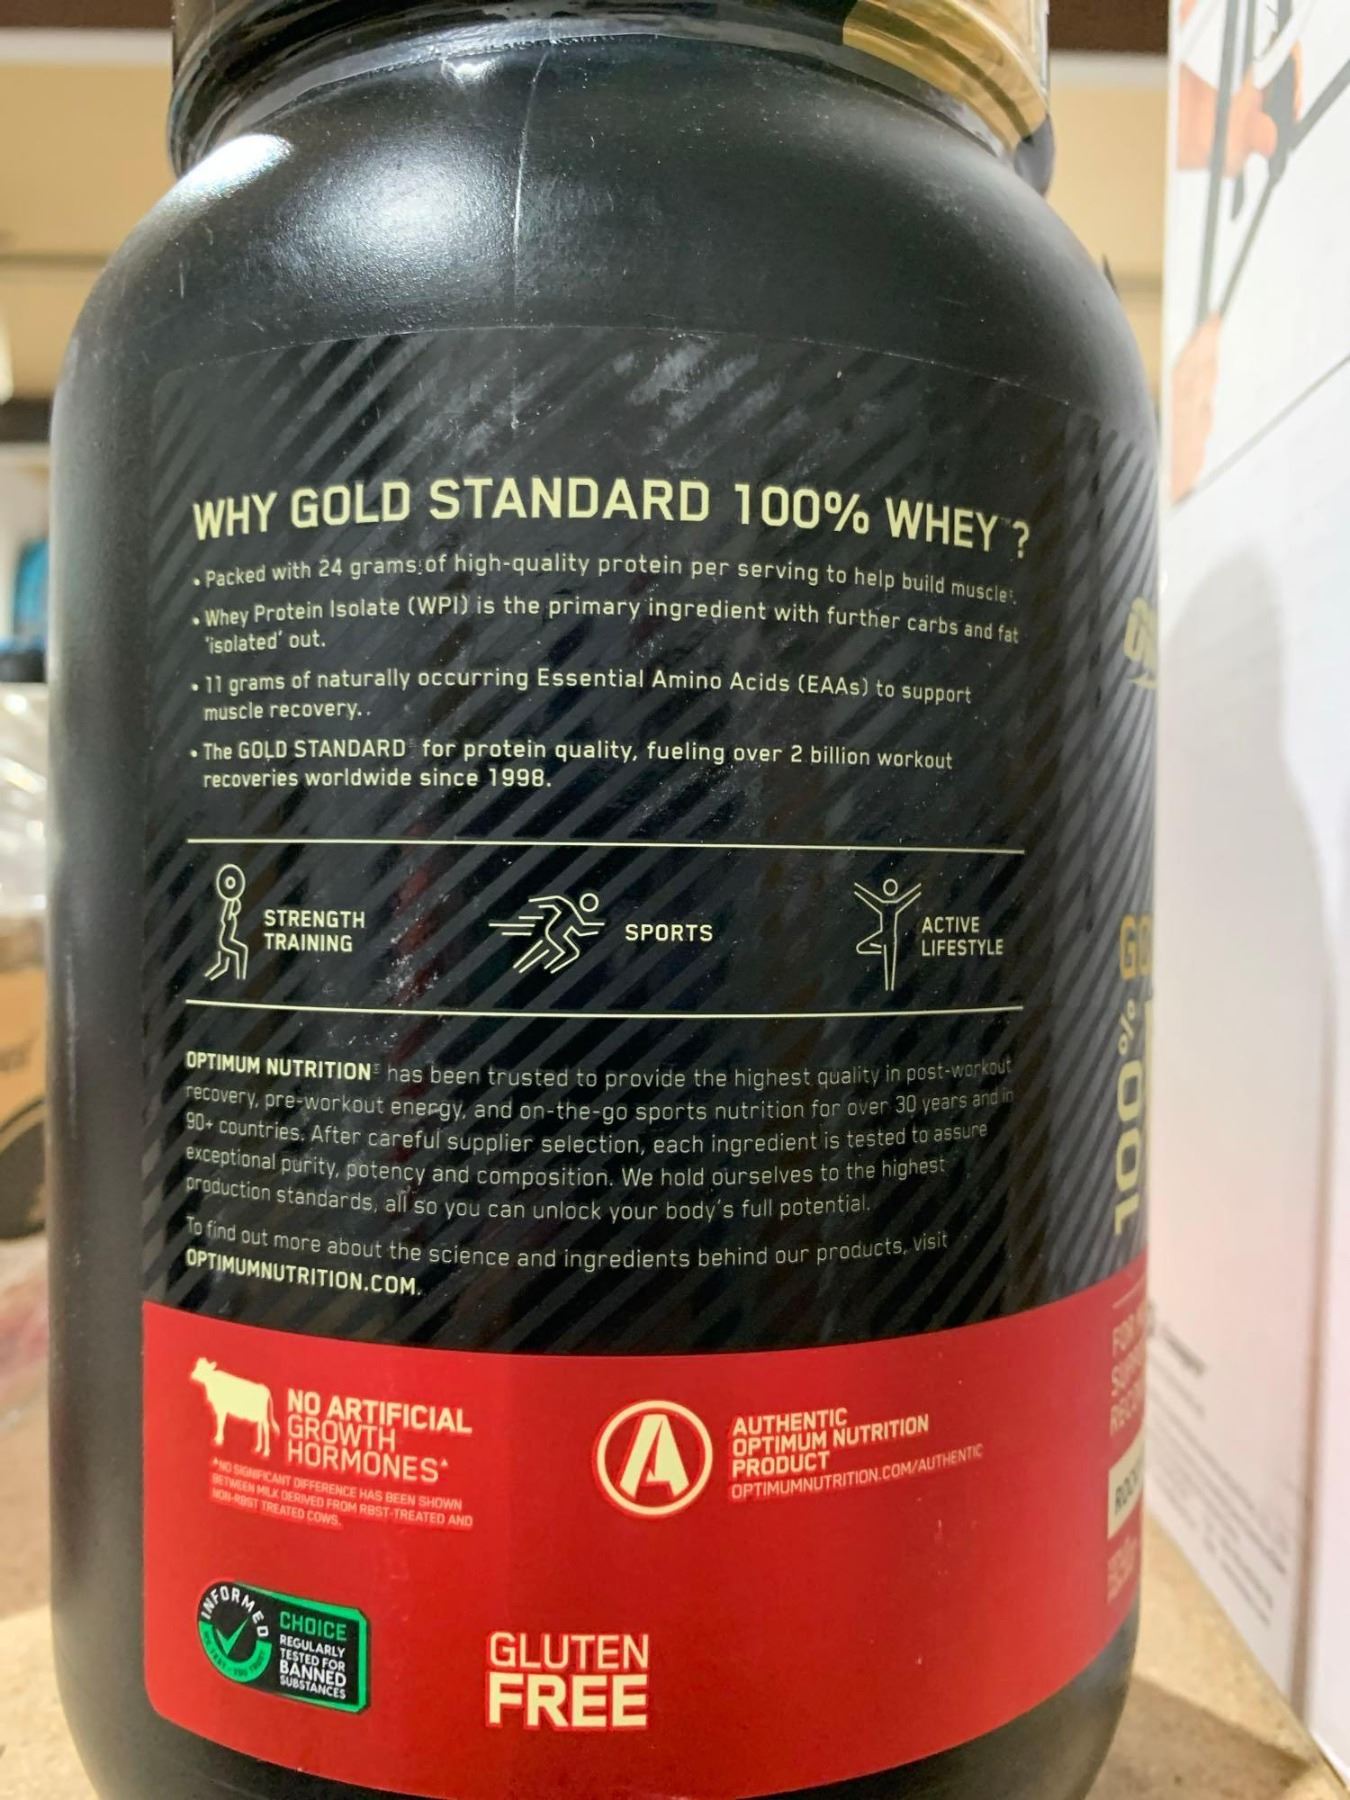 WHY GOLD STANDARD 100% WHEY™?
• Packed with 24 grams of high-quality protein per serving to help build muscle.
• Whey Protein Isolate (WPI) is the primary ingredient with further carbs and fat
'isolated' out.
• 11 grams of naturally occurring Essential Amino Acids (EAAs) to support
muscle recovery..
• The GOLD STANDARD® for protein quality, fueling over 2 billion workout
recoveries worldwide since 1998.
STRENGTH
TRAINING
SPORTS
ACTIVE
LIFESTYLE
OPTIMUM NUTRITION® has been trusted to provide the highest quality in post-workout
recovery, pre-workout energy, and on-the-go sports nutrition for over 30 years and in
90+ countries. After careful supplier selection, each ingredient is tested to assure
exceptional purity, potency and composition. We hold ourselves to the highest
production standards, all so you can unlock your body's full potential.
To find out more about the science and ingredients behind our products, visit
OPTIMUMNUTRITION.COM.
NO ARTIFICIAL
GROWTH
HORMONES▲
▲NO SIGNIFICANT DIFFERENCE HAS BEEN SHOWN
BETWEEN MILK DERIVED FROM RBST-TREATED AND
NON-RBST TREATED COWS.
A
AUTHENTIC
OPTIMUM NUTRITION
PRODUCT
OPTIMUMNUTRITION.COM/AUTHENTIC
INFORMED
WE TEST · YOU TRUST
CHOICE
REGULARLY
TESTED FOR
BANNED
SUBSTANCES
GLUTEN
FREE
100%